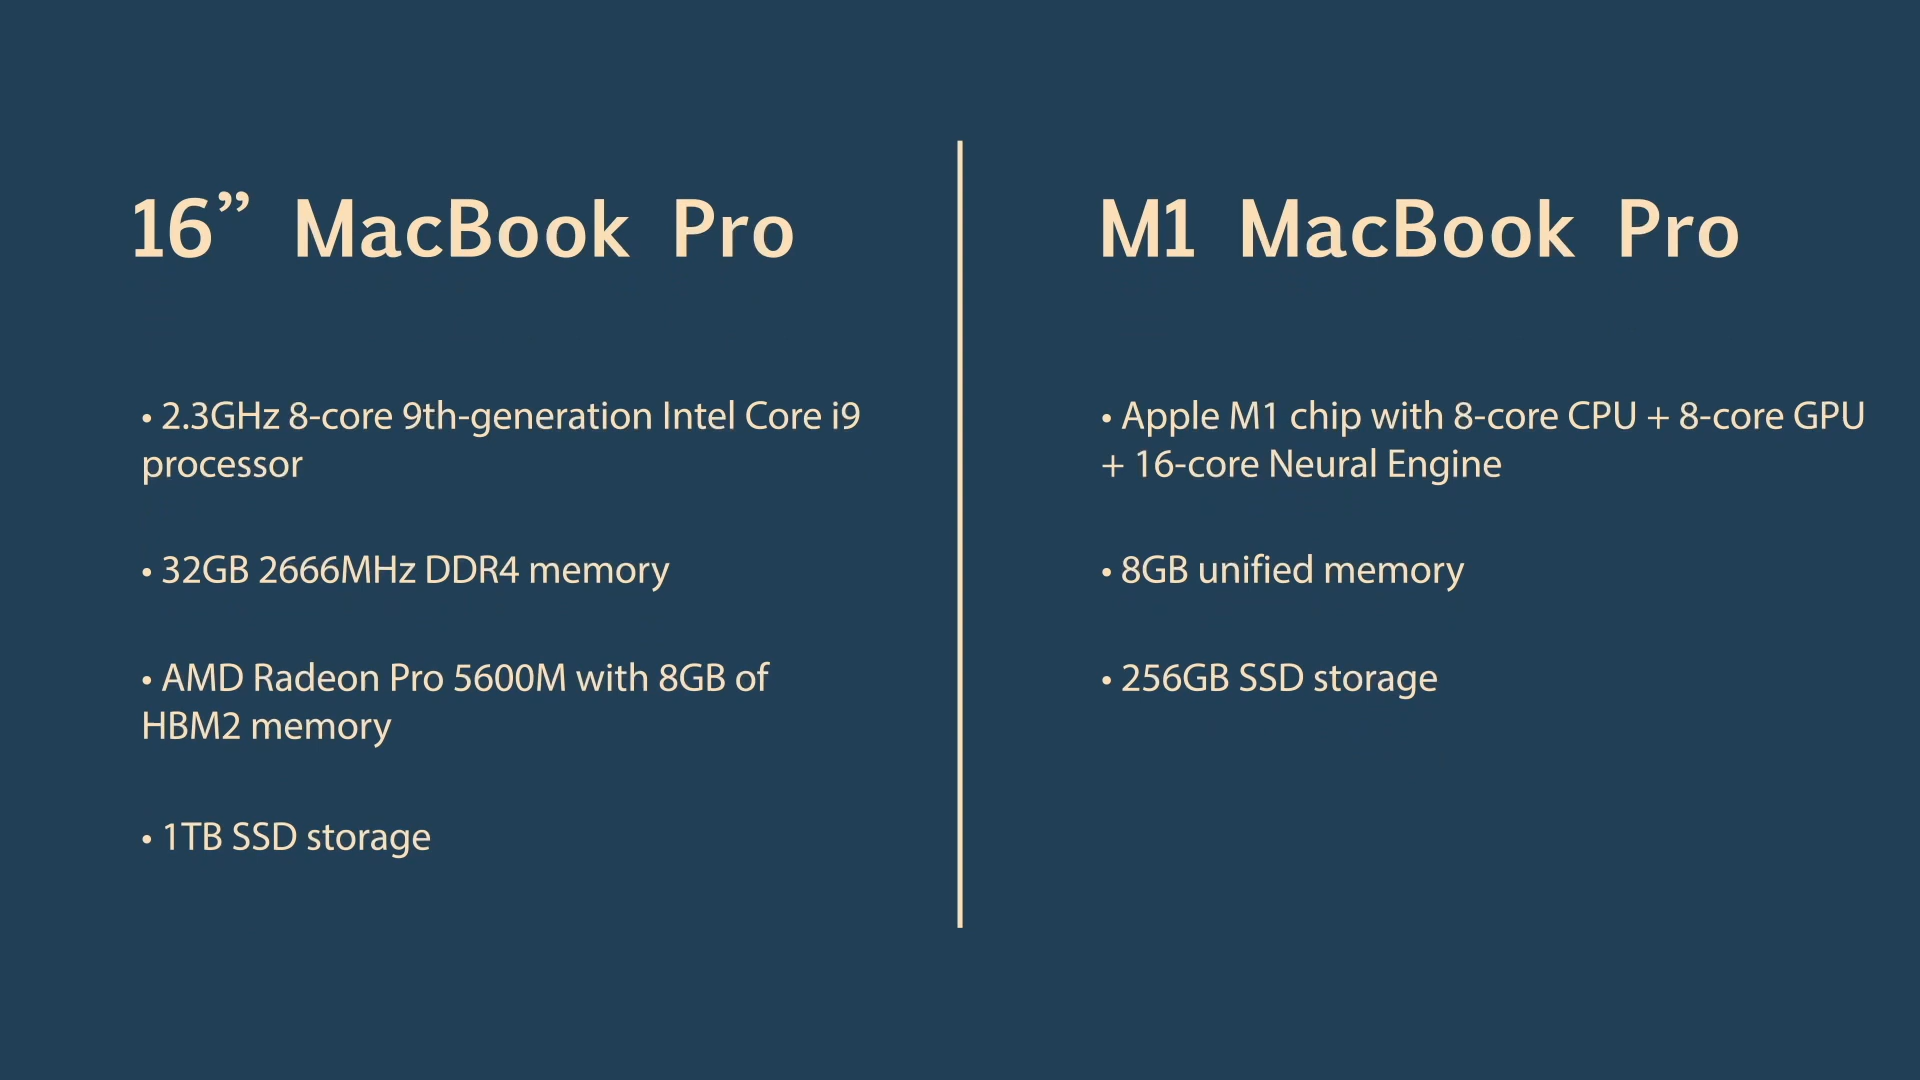 16” MacBook Pro
• 2.3GHz 8-core 9th-generation Intel Core i9
processor
• 32GB 2666MHz DDR4 memory
• AMD Radeon Pro 5600M with 8GB of
HBM2 memory
• 1TB SSD storage
M1 MacBook Pro
• Apple M1 chip with 8-core CPU + 8-core GPU
+ 16-core Neural Engine
• 8GB unified memory
• 256GB SSD storage